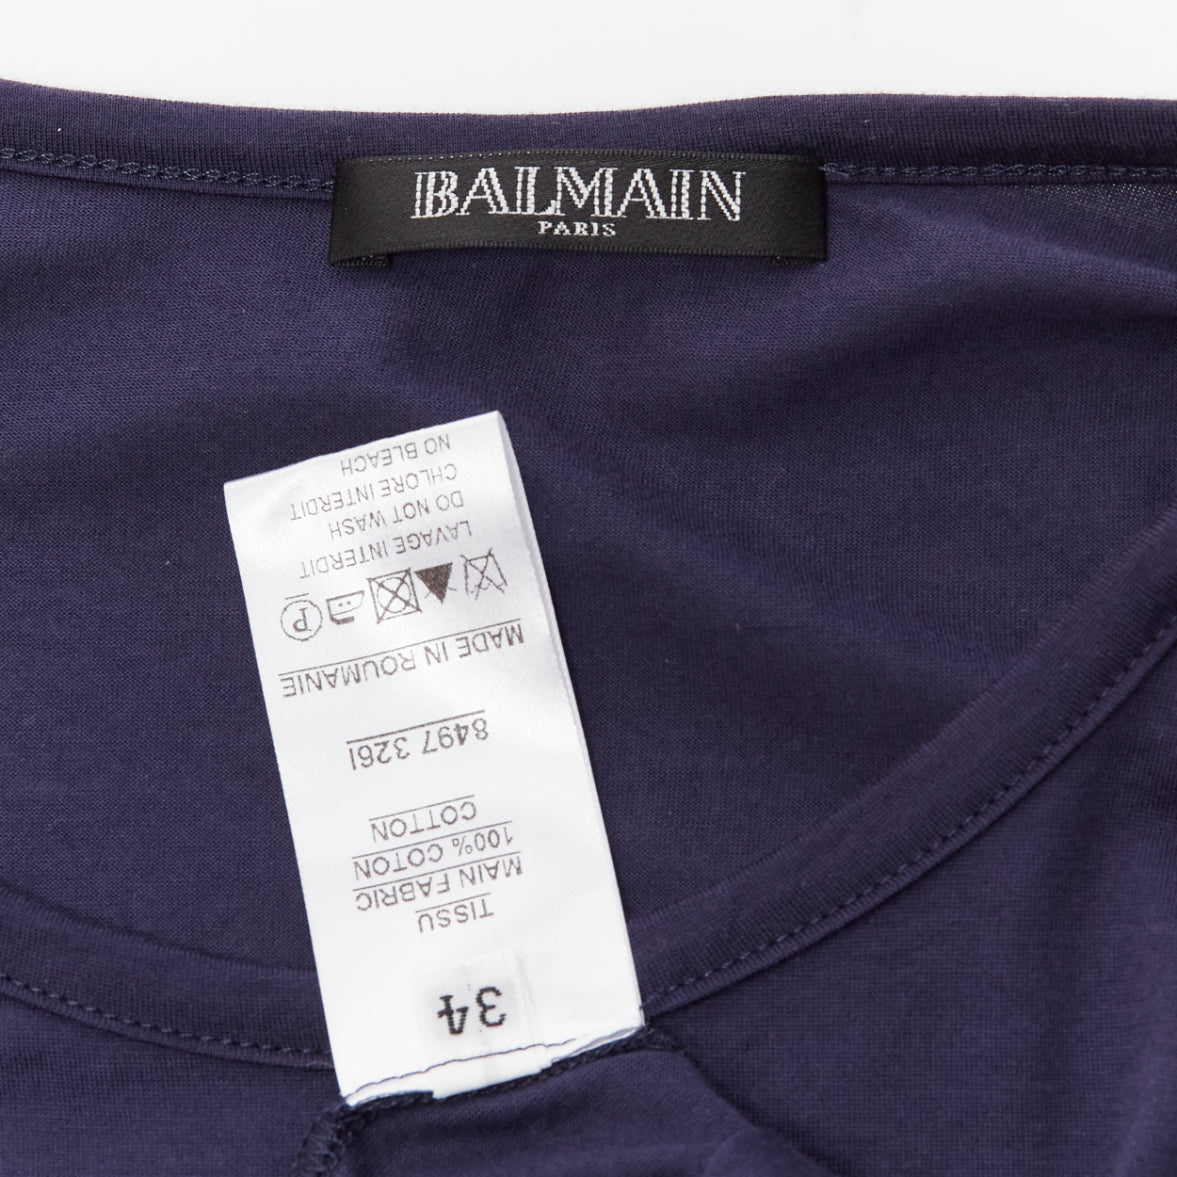 BALMAIN
PARIS
34
TISSU
MAIN FABRIC
100% COTON
COTTON
8497 326I
MADE IN ROUMANIE
P
LAVAGE INTERDIT
DO NOT WASH
CHLORE INTERDIT
NO BLEACH